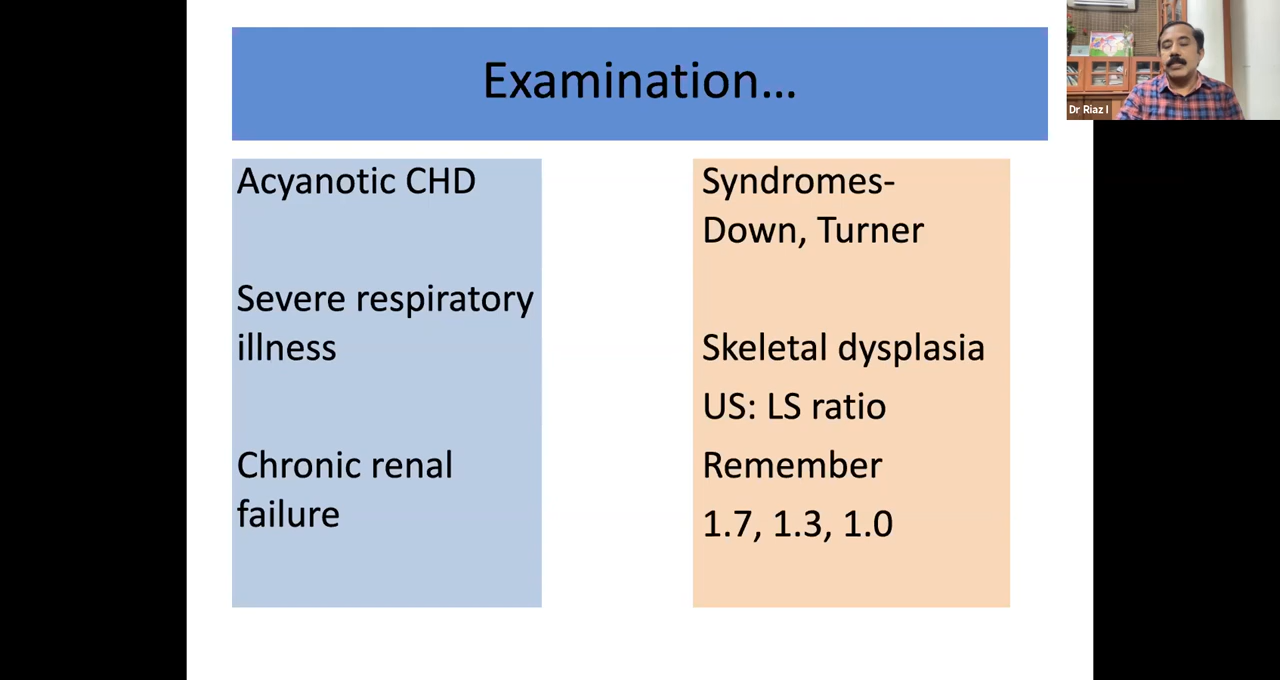 Examination...
Acyanotic CHD
Severe respiratory
illness
Chronic renal
failure
Syndromes-
Down, Turner
Skeletal dysplasia
US: LS ratio
Remember
1.7, 1.3, 1.0
Dr Riaz I